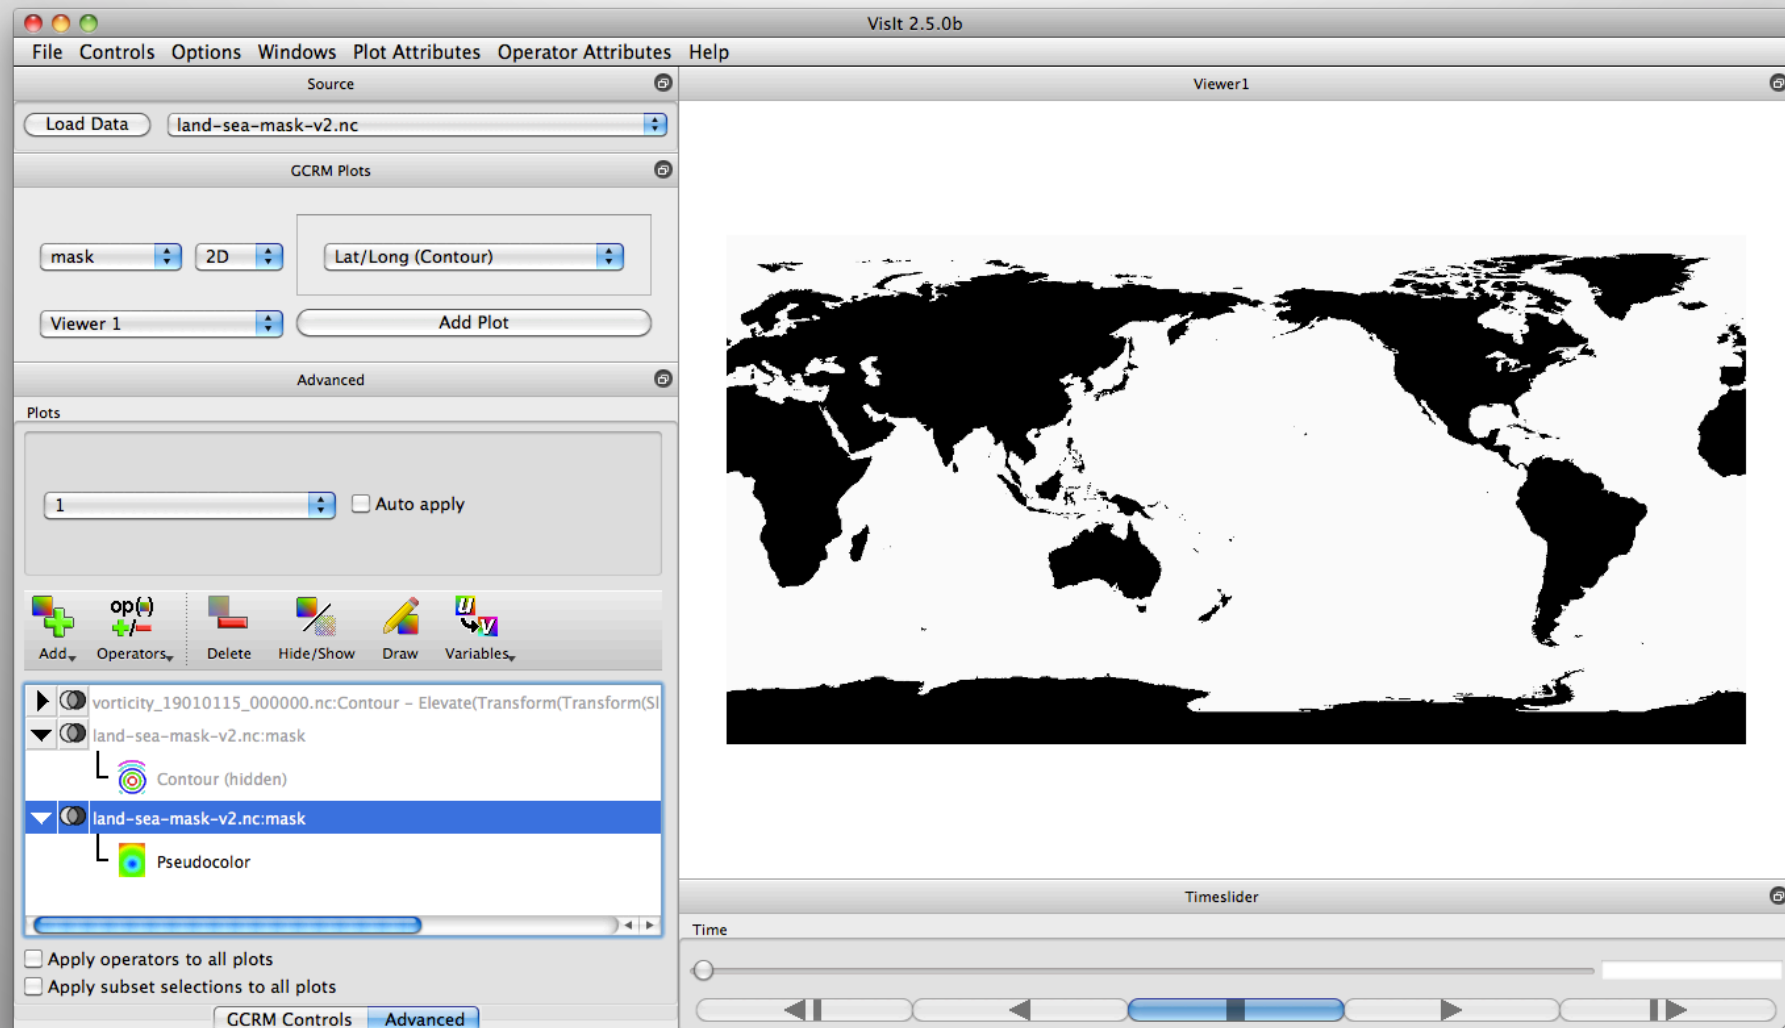 VisIt 2.5.0b
File Controls Options Windows Plot Attributes Operator Attributes Help
Source
Load Data land-sea-mask-v2.nc
GCRM Plots
mask 2D Lat/Long (Contour)
Viewer 1 Add Plot
Advanced
Plots
1 Auto apply
op( ) +/-
U V
Add Operators Delete Hide/Show Draw Variables
vorticity_19010115_000000.nc:Contour - Elevate(Transform(Transform(Sl
land-sea-mask-v2.nc:mask
Contour (hidden)
land-sea-mask-v2.nc:mask
Pseudocolor
Apply operators to all plots
Apply subset selections to all plots
GCRM Controls Advanced
Viewer1
Timeslider
Time